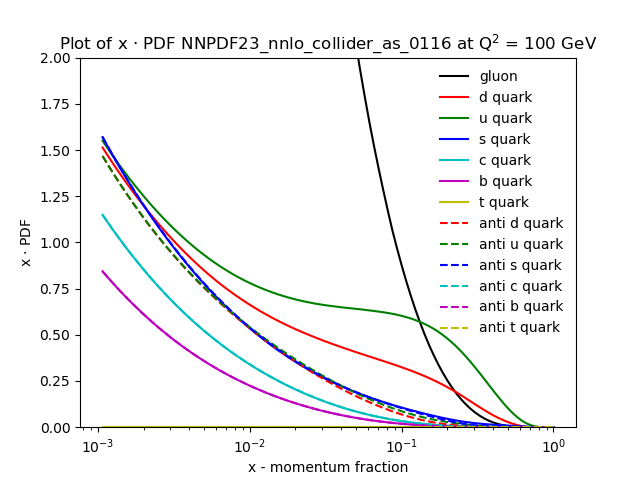 Plot of x · PDF NNPDF23_nnlo_collider_as_0116 at Q² = 100 GeV
2.00
1.75
1.50
1.25
1.00
0.75
0.50
0.25
0.00
x · PDF
gluon
d quark
u quark
s quark
c quark
b quark
t quark
anti d quark
anti u quark
anti s quark
anti c quark
anti b quark
anti t quark
10⁻³ 10⁻² 10⁻¹ 10⁰
x - momentum fraction